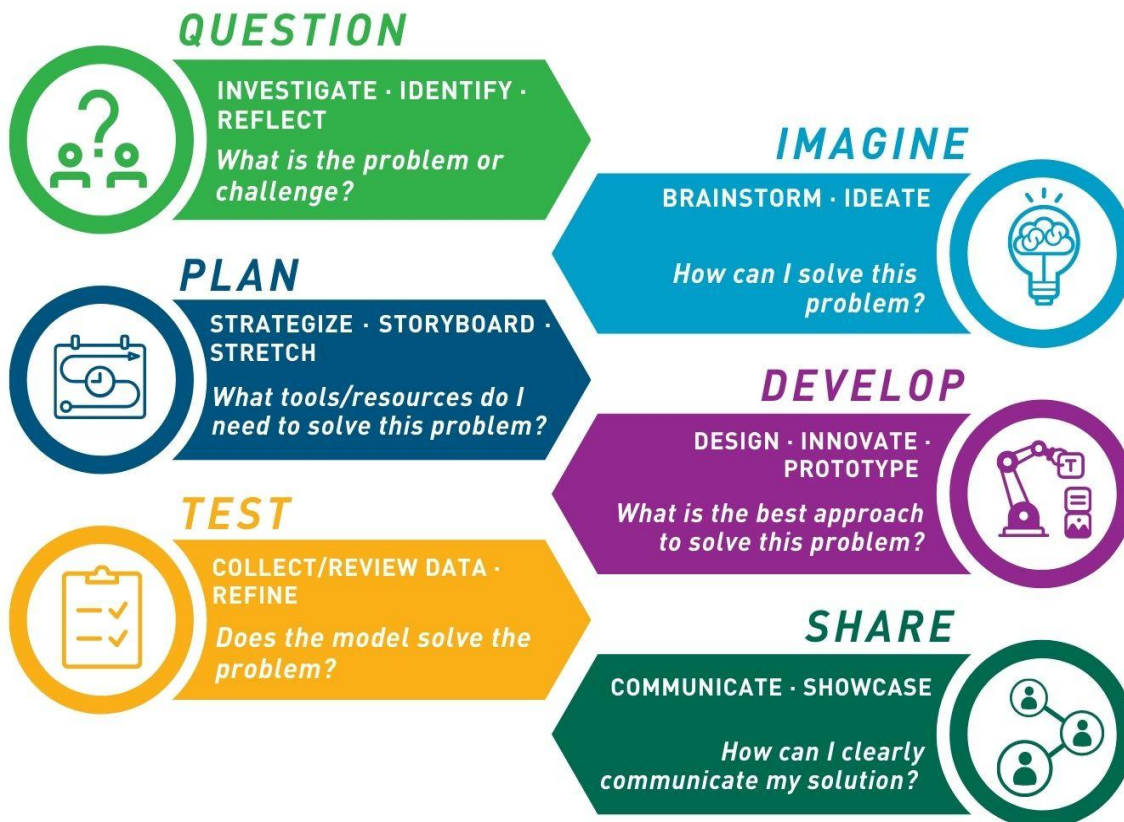 QUESTION
INVESTIGATE · IDENTIFY ·
REFLECT
What is the problem or
challenge?
IMAGINE
BRAINSTORM · IDEATE
How can I solve this
problem?
PLAN
STRATEGIZE · STORYBOARD ·
STRETCH
What tools/resources do I
need to solve this problem?
DEVELOP
DESIGN · INNOVATE ·
PROTOTYPE
What is the best approach
to solve this problem?
T
TEST
COLLECT/REVIEW DATA ·
REFINE
Does the model solve the
problem?
SHARE
COMMUNICATE · SHOWCASE
How can I clearly
communicate my solution?